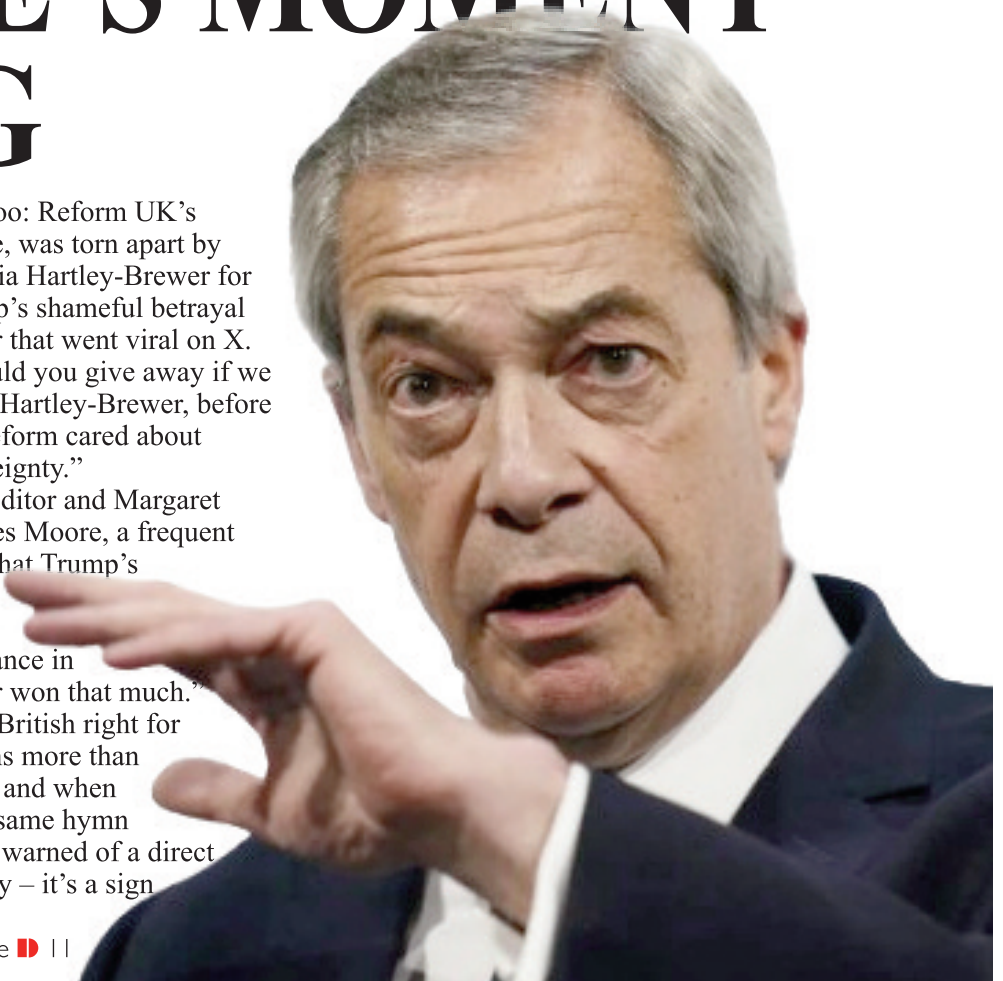 E’S MOMENT
G
oo: Reform UK’s
e, was torn apart by
ia Hartley-Brewer for
p’s shameful betrayal
r that went viral on X.
uld you give away if we
Hartley-Brewer, before
eform cared about
eignty.”
ditor and Margaret
es Moore, a frequent
hat Trump’s
ance in
r won that much.”
British right for
ns more than
and when
same hymn
warned of a direct
y – it’s a sign
e D 11